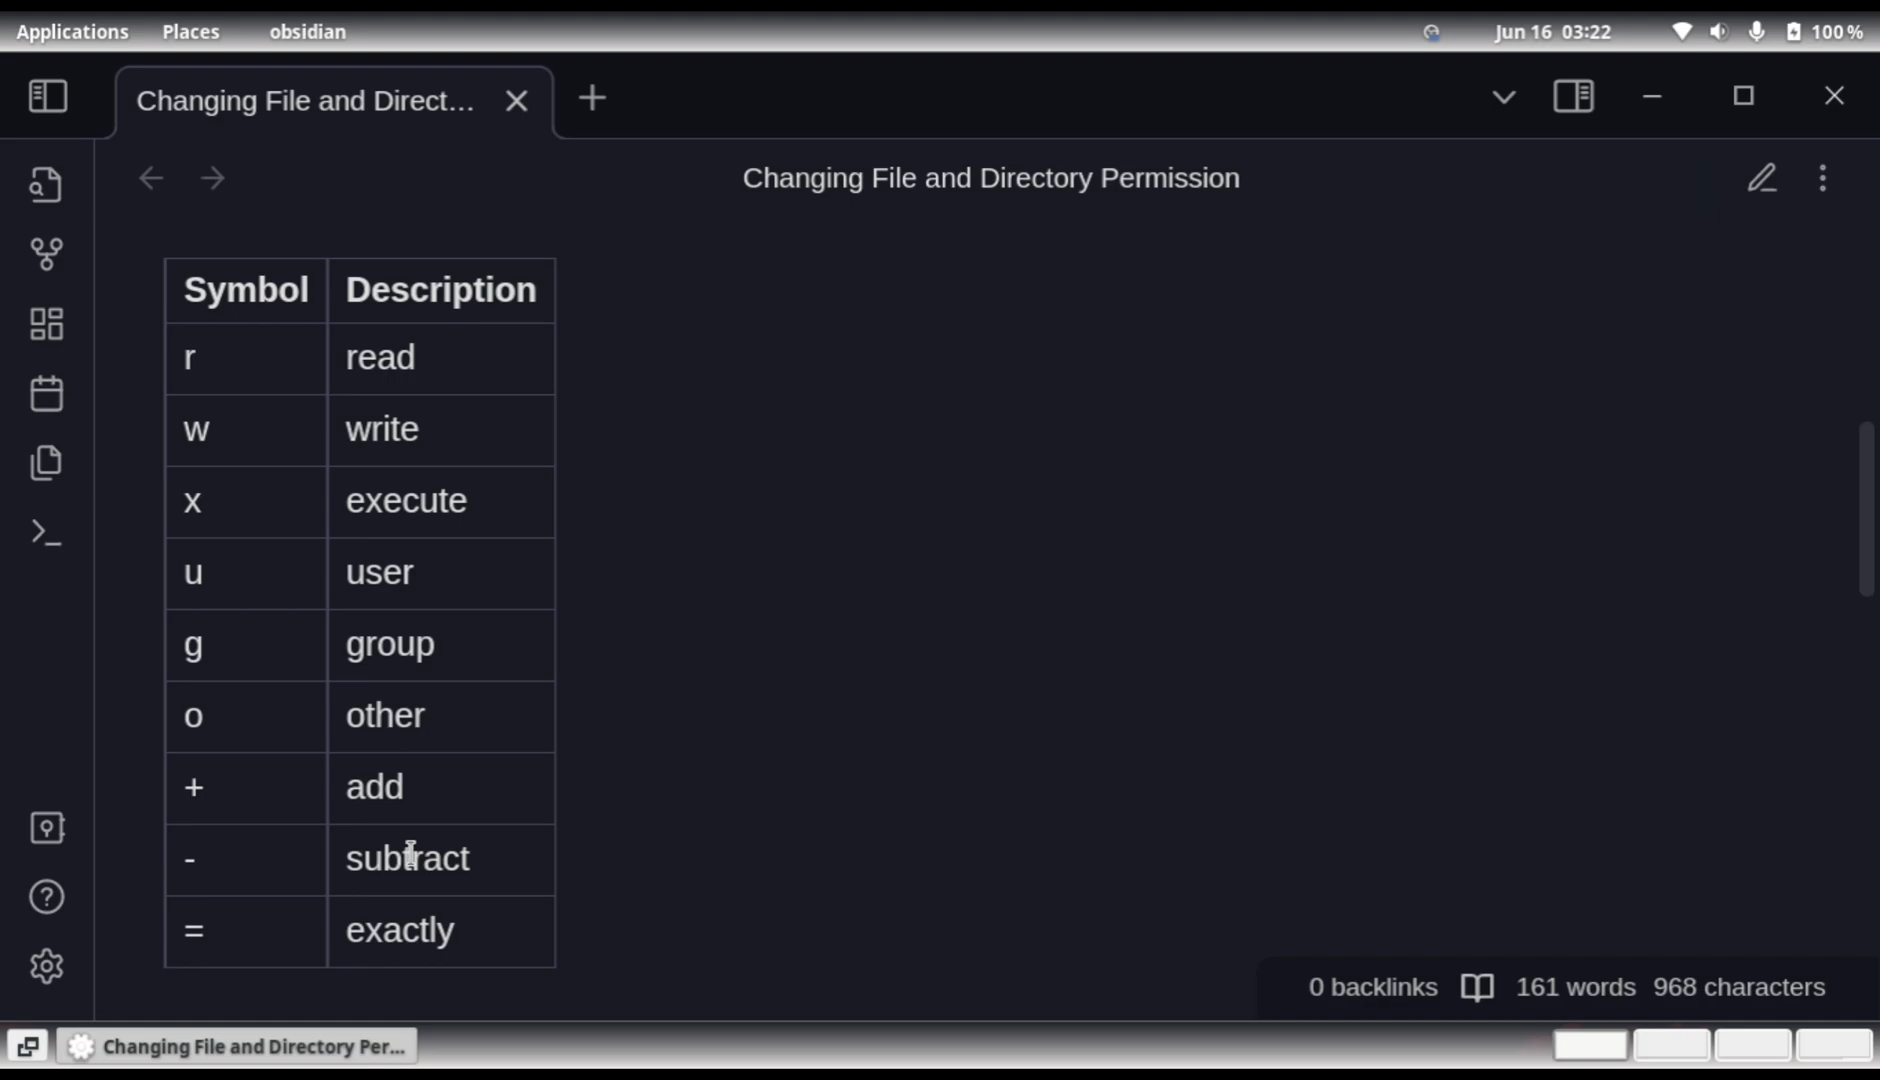 Applications Places obsidian Jun 16 03:22 100 %
Changing File and Direct...
Changing File and Directory Permission
Symbol Description
r read
w write
x execute
u user
g group
o other
+ add
- subtract
= exactly
0 backlinks 161 words 968 characters
Changing File and Directory Per...